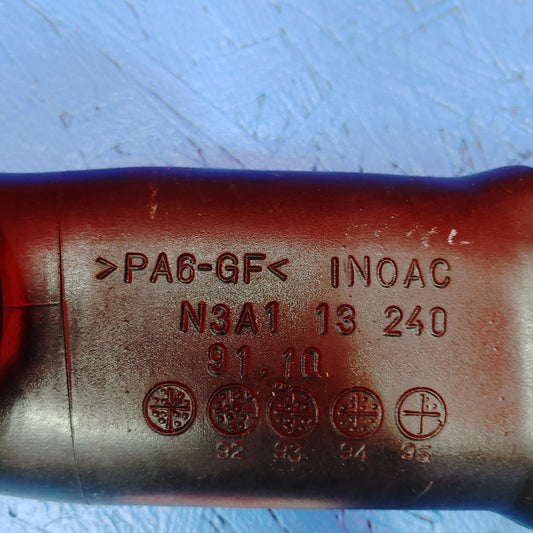 >PA6-GF< INOAC
N3A1 13 240
91.10
92 93 94 95